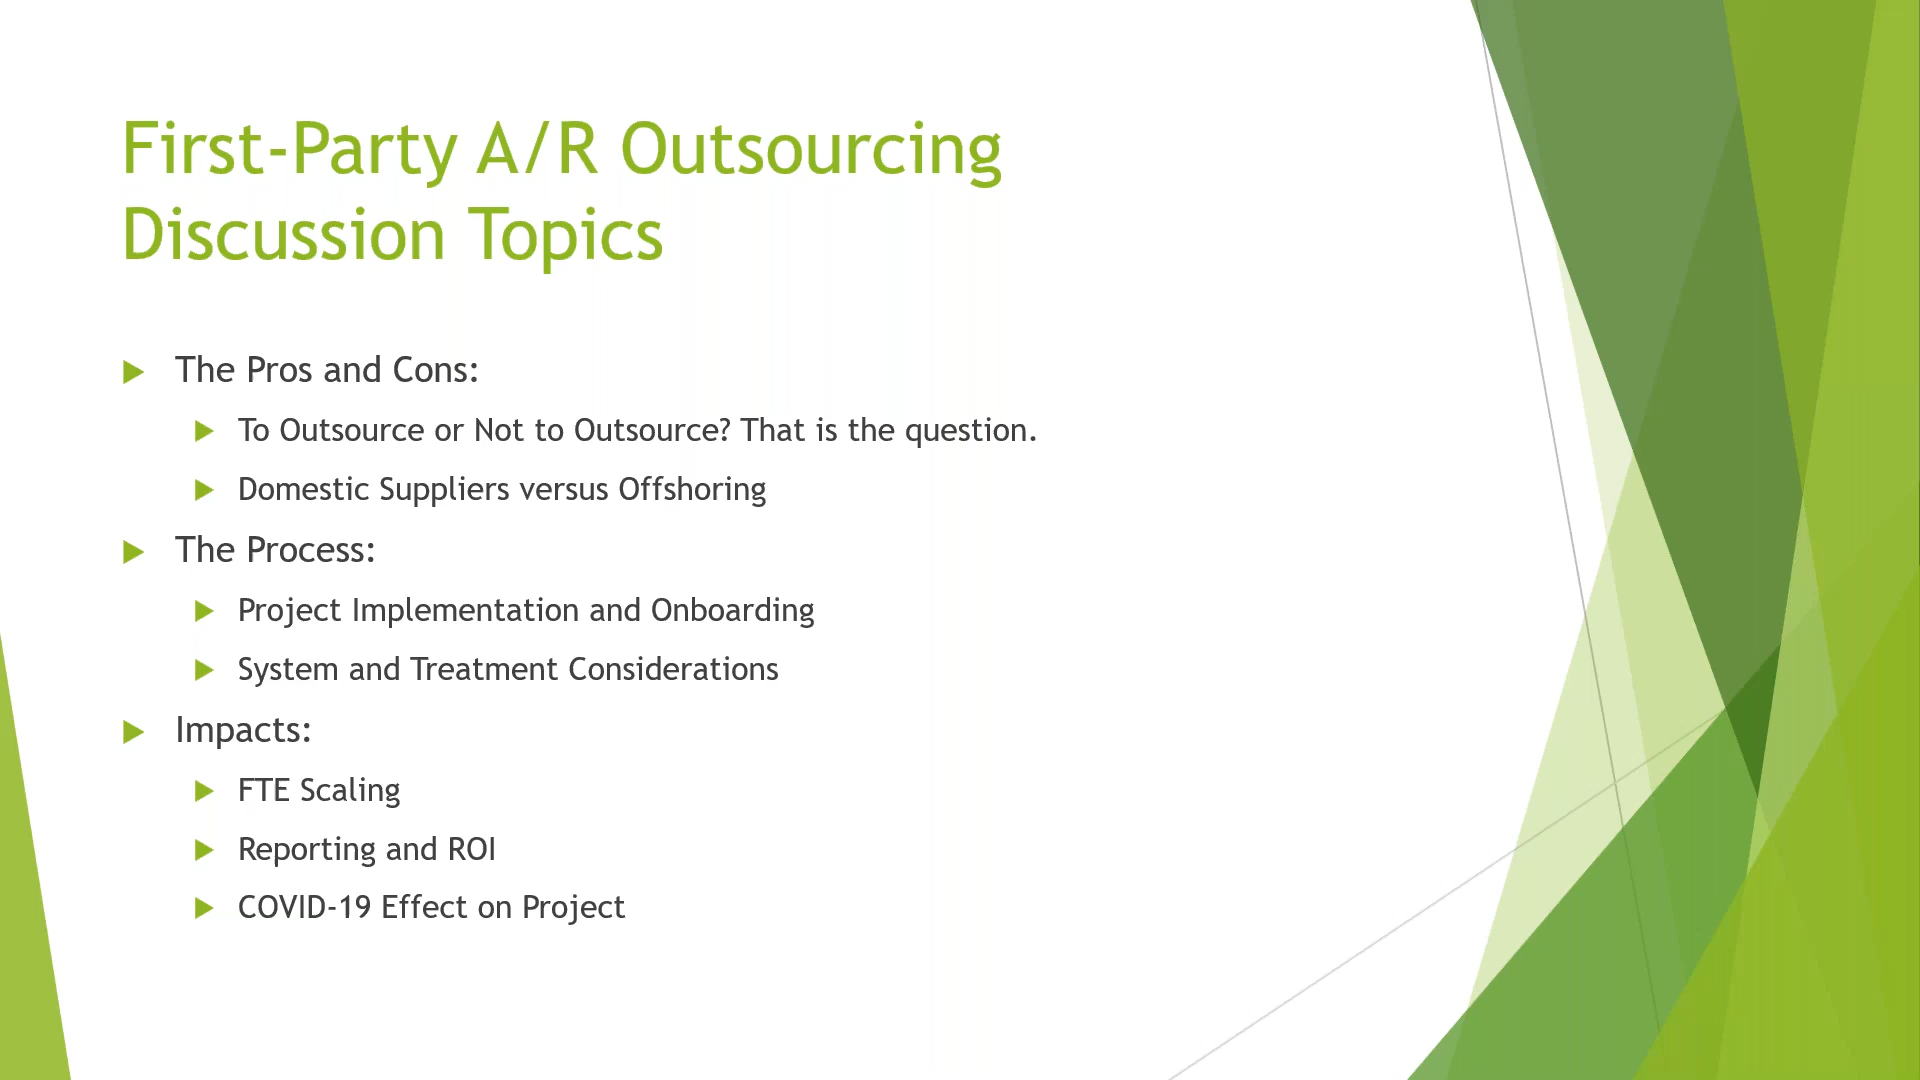 First-Party A/R Outsourcing
Discussion Topics
The Pros and Cons:
To Outsource or Not to Outsource? That is the question.
Domestic Suppliers versus Offshoring
The Process:
Project Implementation and Onboarding
System and Treatment Considerations
Impacts:
FTE Scaling
Reporting and ROI
COVID-19 Effect on Project